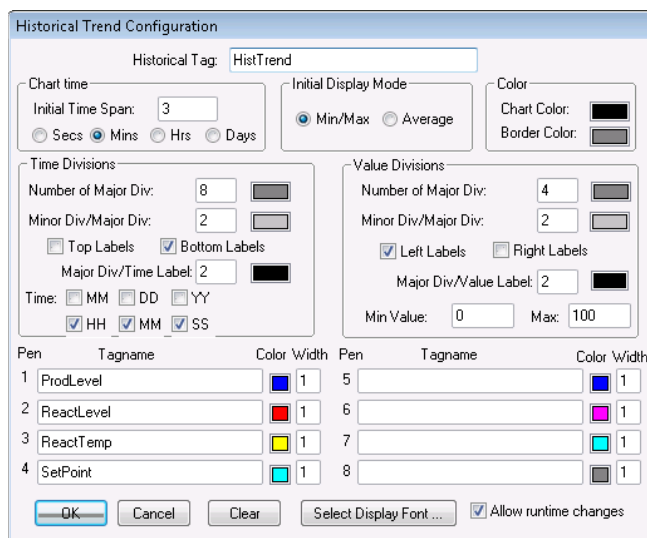 Historical Trend Configuration
Historical Tag: HistTrend
Chart time
Initial Time Span: 3
Secs Mins Hrs Days
Initial Display Mode
Min/Max Average
Color
Chart Color:
Border Color:
Time Divisions
Number of Major Div: 8
Minor Div/Major Div: 2
Top Labels Bottom Labels
Major Div/Time Label: 2
Time: MM DD YY
HH MM SS
Value Divisions
Number of Major Div: 4
Minor Div/Major Div: 2
Left Labels Right Labels
Major Div/Value Label: 2
Min Value: 0 Max: 100
Pen Tagname Color Width Pen Tagname Color Width
1 ProdLevel 1 5 1
2 ReactLevel 1 6 1
3 ReactTemp 1 7 1
4 SetPoint 1 8 1
OK Cancel Clear Select Display Font ... Allow runtime changes